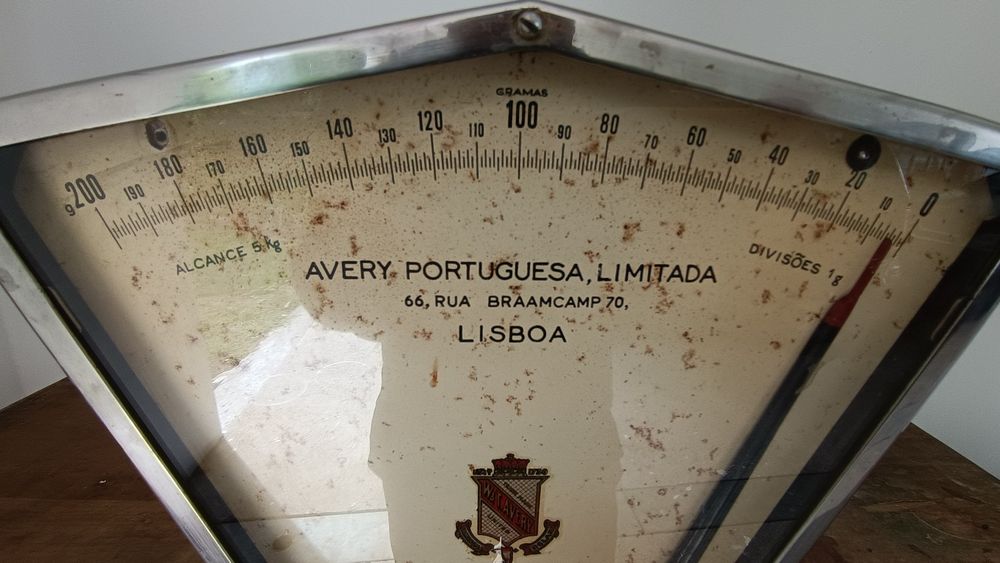 GRAMAS
g200 190 180 170 160 150 140 130 120 110 100 90 80 70 60 50 40 30 20 10 0
ALCANCE 5 kg
DIVISÕES 1g
AVERY PORTUGUESA, LIMITADA
66, RUA BRAAMCAMP 70,
LISBOA
W&T AVERY